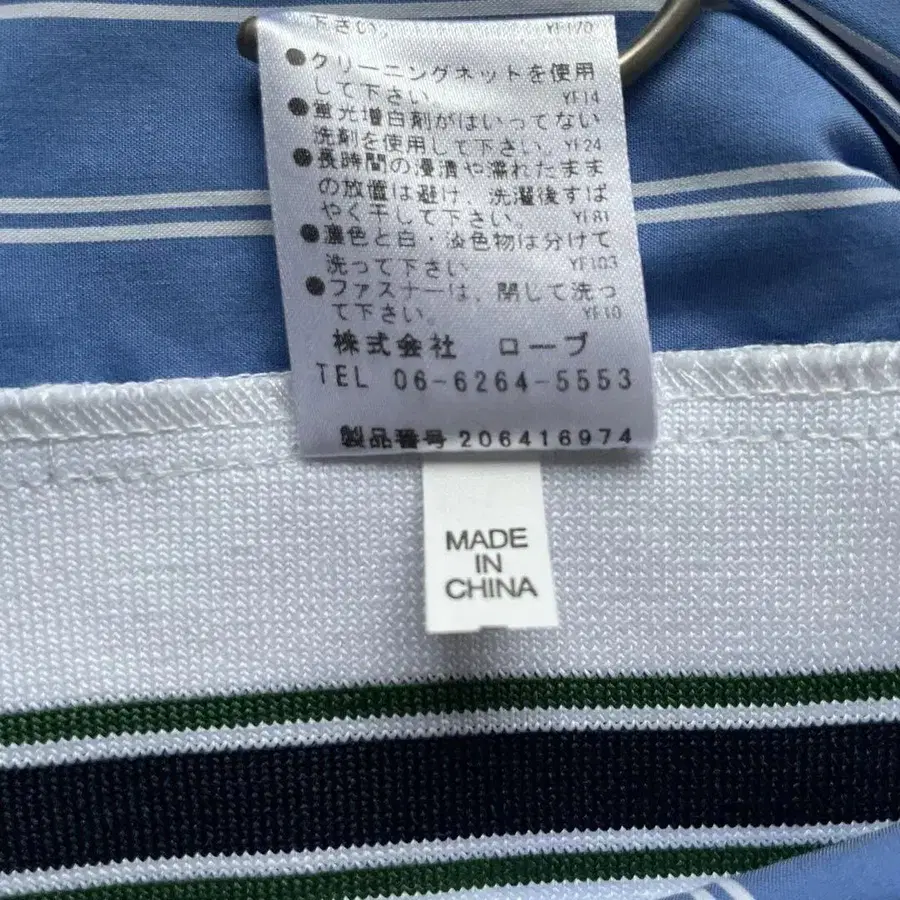 下さい。 YF170
●クリーニングネットを使用
して下さい。 YF14
●蛍光増白剤がはいってない
洗剤を使用して下さい。YF24
●長時間の浸漬や濡れたまま
の放置は避け、洗濯後すば
やく干して下さい。 YF81
●濃色と白・淡色物は分けて
洗って下さい。 YF103
●ファスナーは、閉じて洗っ
て下さい。 YF10
株式会社 ローブ
TEL 06-6264-5553
製品番号 206416974
MADE
IN
CHINA